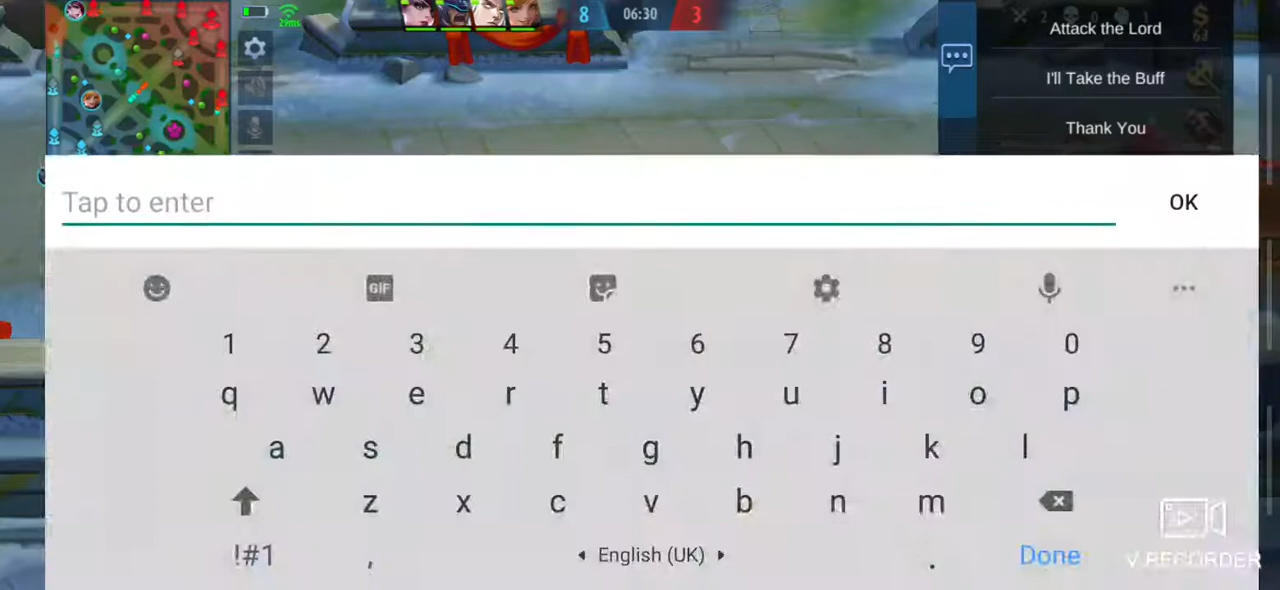 29ms
8 06:30 3
Attack the Lord
I'll Take the Buff
Thank You
Tap to enter
OK
GIF
1 2 3 4 5 6 7 8 9 0
q w e r t y u i o p
a s d f g h j k l
z x c v b n m
!#1 , English (UK) . Done
V RECORDER